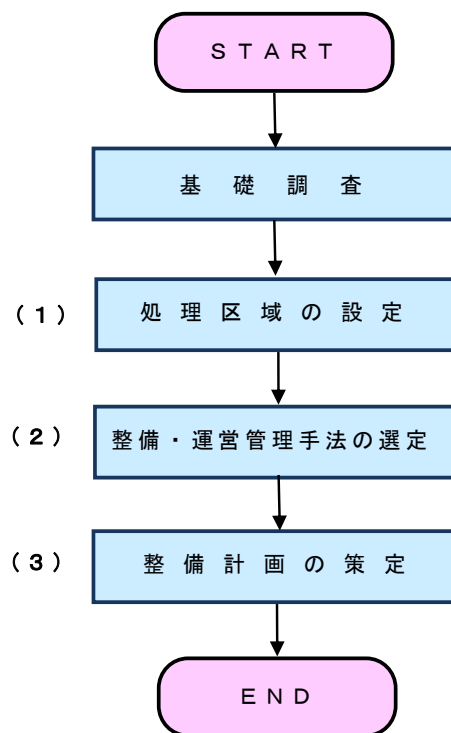 ＳＴＡＲＴ
基礎調査
（１） 処理区域の設定
（２） 整備・運営管理手法の選定
（３） 整備計画の策定
ＥＮＤ